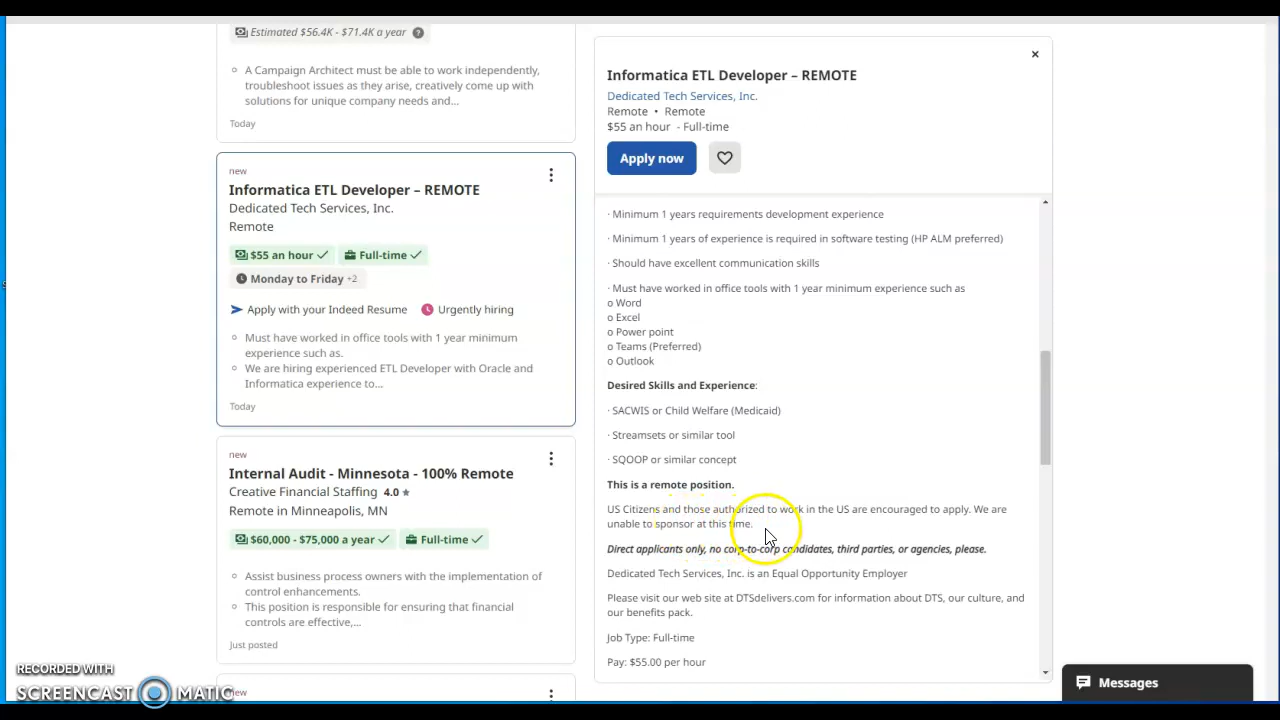 Estimated $56.4K - $71.4K a year ?
A Campaign Architect must be able to work independently,
troubleshoot issues as they arise, creatively come up with
solutions for unique company needs and...
Today
new
Informatica ETL Developer – REMOTE
Dedicated Tech Services, Inc.
Remote
$55 an hour
Full-time
Monday to Friday +2
Apply with your Indeed Resume
Urgently hiring
Must have worked in office tools with 1 year minimum
experience such as.
We are hiring experienced ETL Developer with Oracle and
Informatica experience to...
Today
new
Internal Audit - Minnesota - 100% Remote
Creative Financial Staffing 4.0
Remote in Minneapolis, MN
$60,000 - $75,000 a year
Full-time
Assist business process owners with the implementation of
control enhancements.
This position is responsible for ensuring that financial
controls are effective,...
Just posted
new
Informatica ETL Developer – REMOTE
Dedicated Tech Services, Inc.
Remote • Remote
$55 an hour - Full-time
Apply now
· Minimum 1 years requirements development experience
· Minimum 1 years of experience is required in software testing (HP ALM preferred)
· Should have excellent communication skills
· Must have worked in office tools with 1 year minimum experience such as
o Word
o Excel
o Power point
o Teams (Preferred)
o Outlook
Desired Skills and Experience:
· SACWIS or Child Welfare (Medicaid)
· Streamsets or similar tool
· SQOOP or similar concept
This is a remote position.
US Citizens and those authorized to work in the US are encouraged to apply. We are
unable to sponsor at this time.
Direct applicants only, no corp-to-corp candidates, third parties, or agencies, please.
Dedicated Tech Services, Inc. is an Equal Opportunity Employer
Please visit our web site at DTSdelivers.com for information about DTS, our culture, and
our benefits pack.
Job Type: Full-time
Pay: $55.00 per hour
Messages
RECORDED WITH
SCREENCAST MATIC